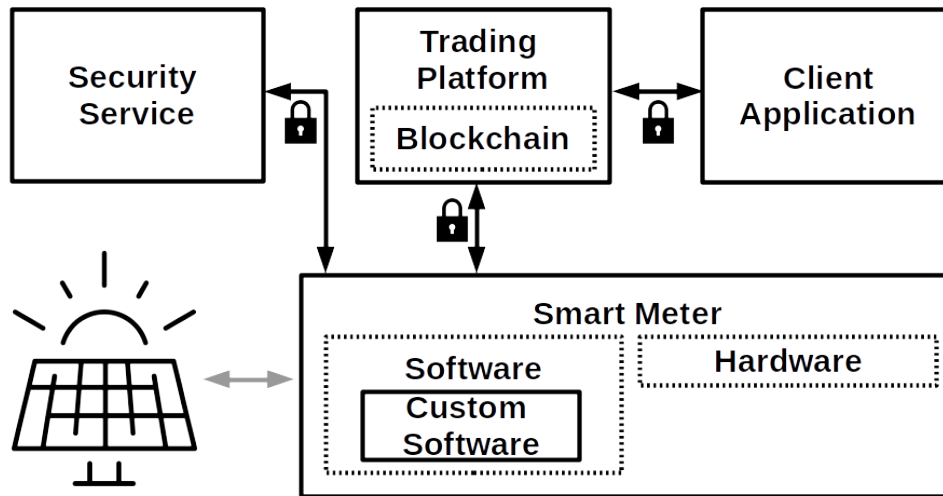 Security
Service
Trading
Platform
Blockchain
Client
Application
Smart Meter
Software
Custom
Software
Hardware